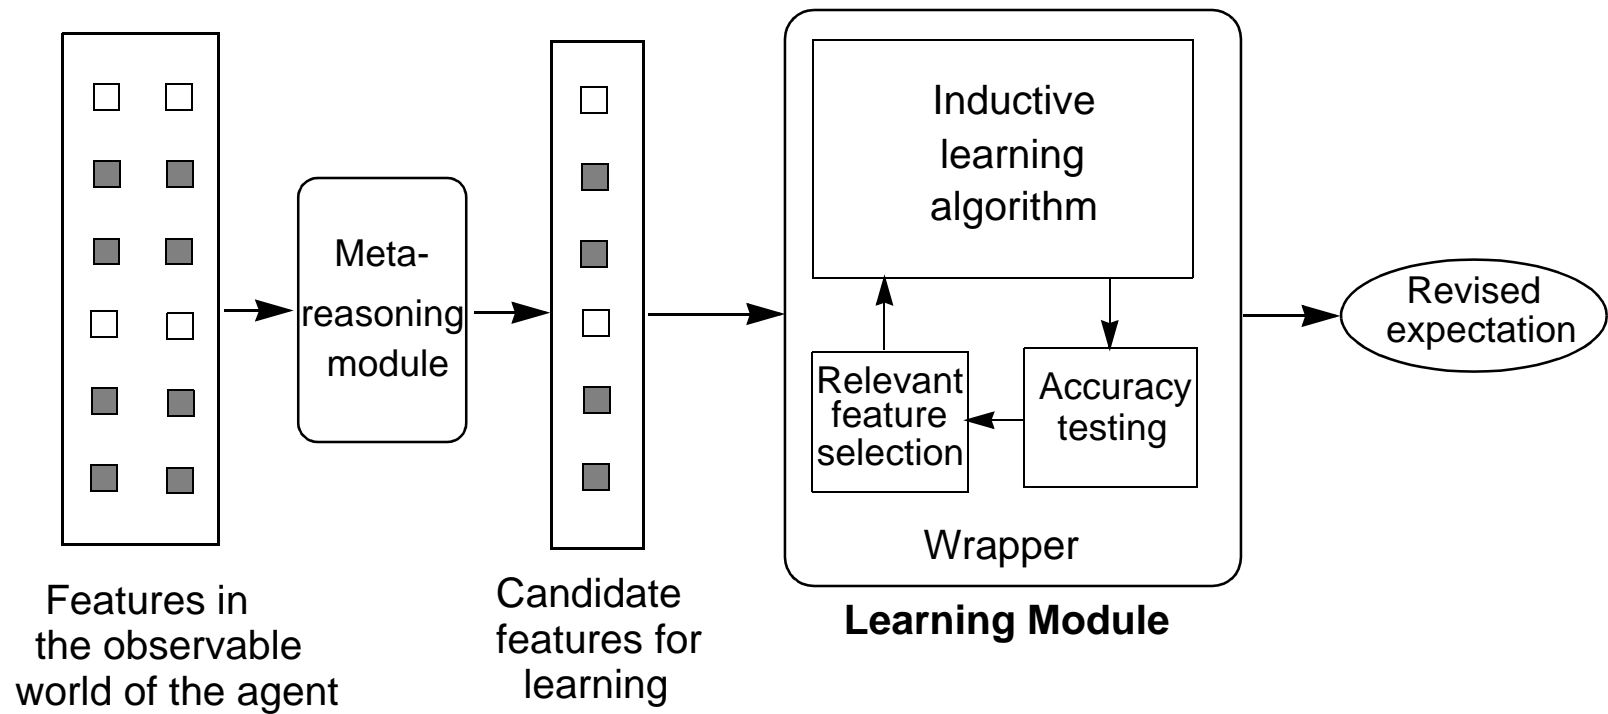 Features in
the observable
world of the agent
Meta-
reasoning
module
Candidate
features for
learning
Inductive
learning
algorithm
Relevant
feature
selection
Accuracy
testing
Wrapper
Learning Module
Revised
expectation